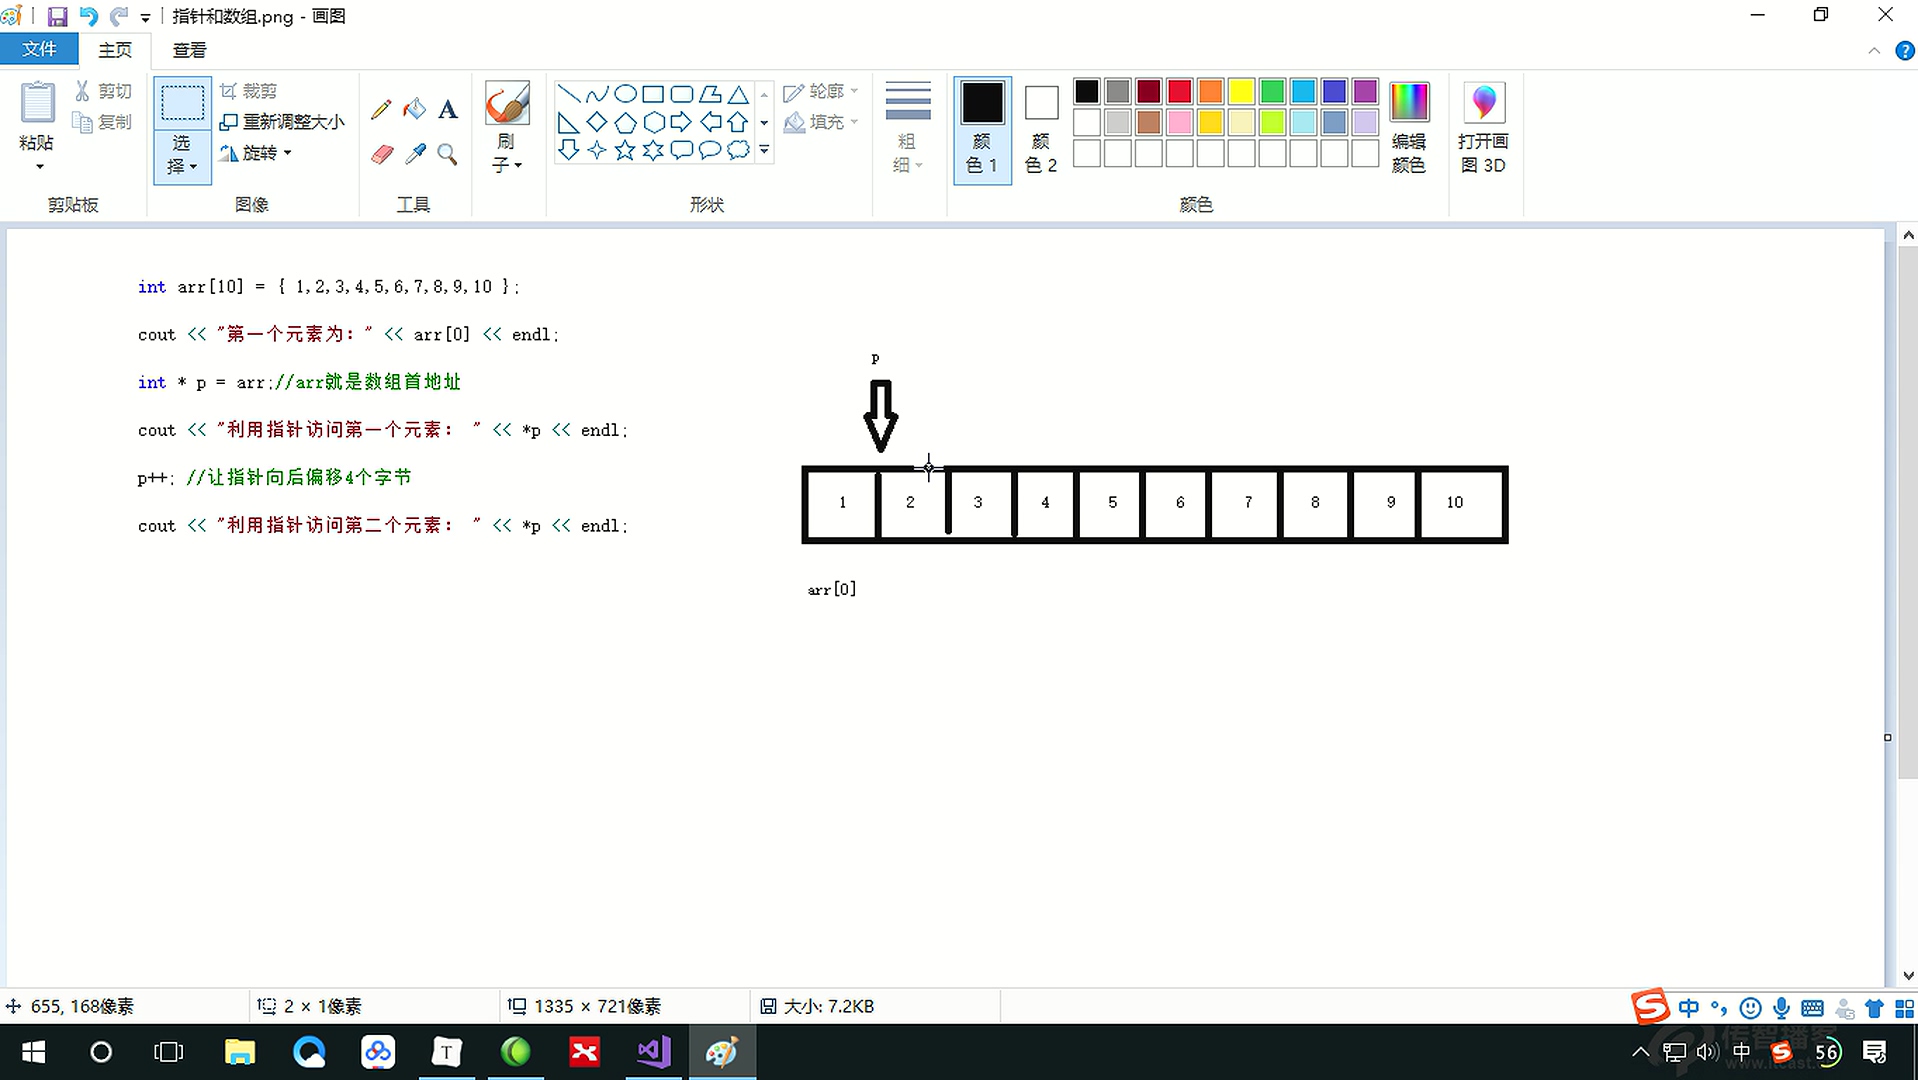 指针和数组.png - 画图
文件 主页 查看
粘贴 剪切 复制 剪贴板
选择 裁剪 重新调整大小 旋转 图像
工具
刷子
轮廓 填充 形状
粗细
颜色 1 颜色 2 编辑颜色 颜色
打开画图 3D
int arr[10] = { 1,2,3,4,5,6,7,8,9,10 };
cout << "第一个元素为：" << arr[0] << endl;
int * p = arr;//arr就是数组首地址
cout << "利用指针访问第一个元素： " << *p << endl;
p++; //让指针向后偏移4个字节
cout << "利用指针访问第二个元素： " << *p << endl;
p
1 2 3 4 5 6 7 8 9 10
arr[0]
655, 168像素 2 × 1像素 1335 × 721像素 大小: 7.2KB
中
传智播客
www.itcast.c
中 56